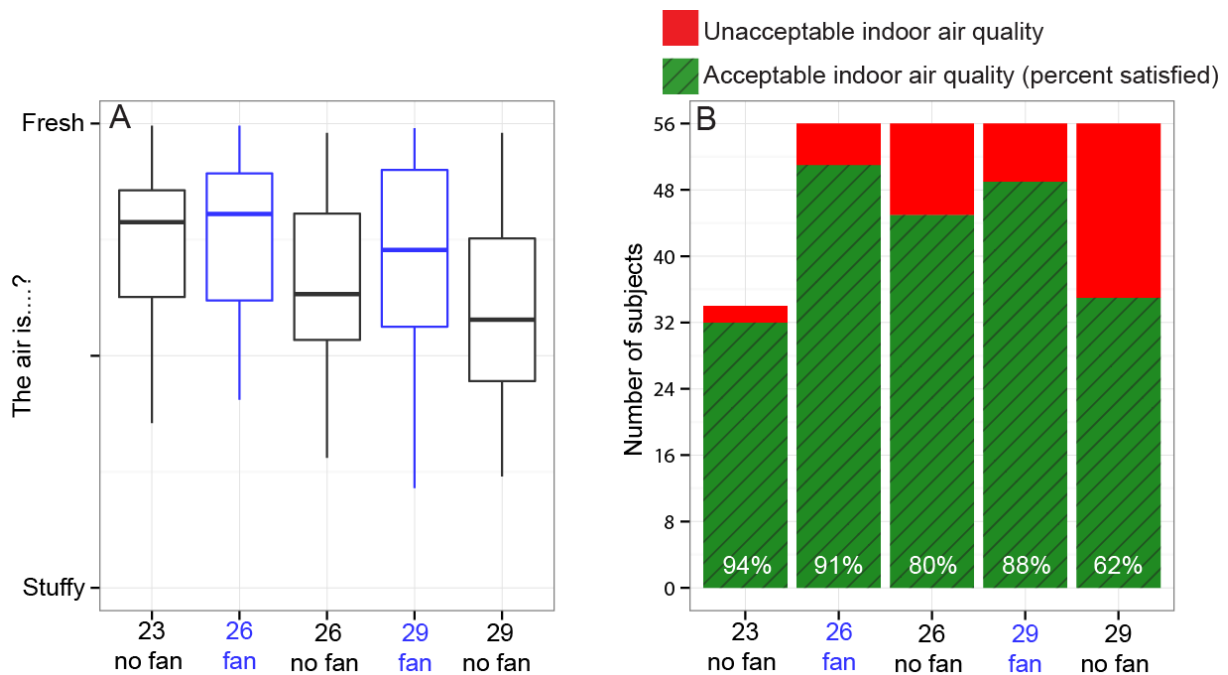 Unacceptable indoor air quality
Acceptable indoor air quality (percent satisfied)
A
Fresh
The air is....?
Stuffy
23
no fan
26
fan
26
no fan
29
fan
29
no fan
B
Number of subjects
56
48
40
32
24
16
8
0
94%
91%
80%
88%
62%
23
no fan
26
fan
26
no fan
29
fan
29
no fan